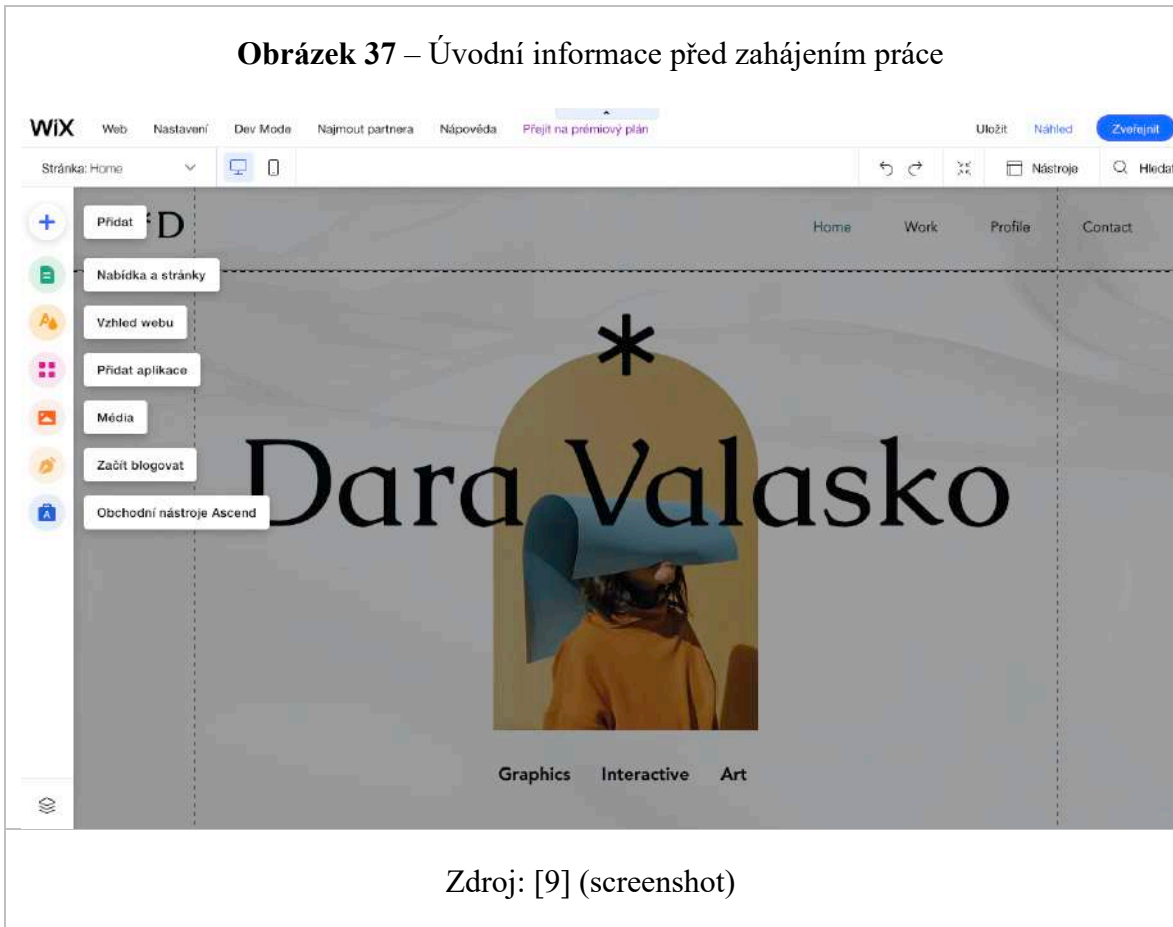 Obrázek 37 – Úvodní informace před zahájením práce
WiX Web Nastavení Dev Mode Najmout partnera Nápověda Přejít na prémiový plán Uložit Náhled Zveřejnit
Stránka: Home Nástroje Hledat
Přidat D Home Work Profile Contact
Nabídka a stránky
Vzhled webu
Přidat aplikace
Média
Začít blogovat
Obchodní nástroje Ascend
Dara Valasko
Graphics Interactive Art
Zdroj: [9] (screenshot)